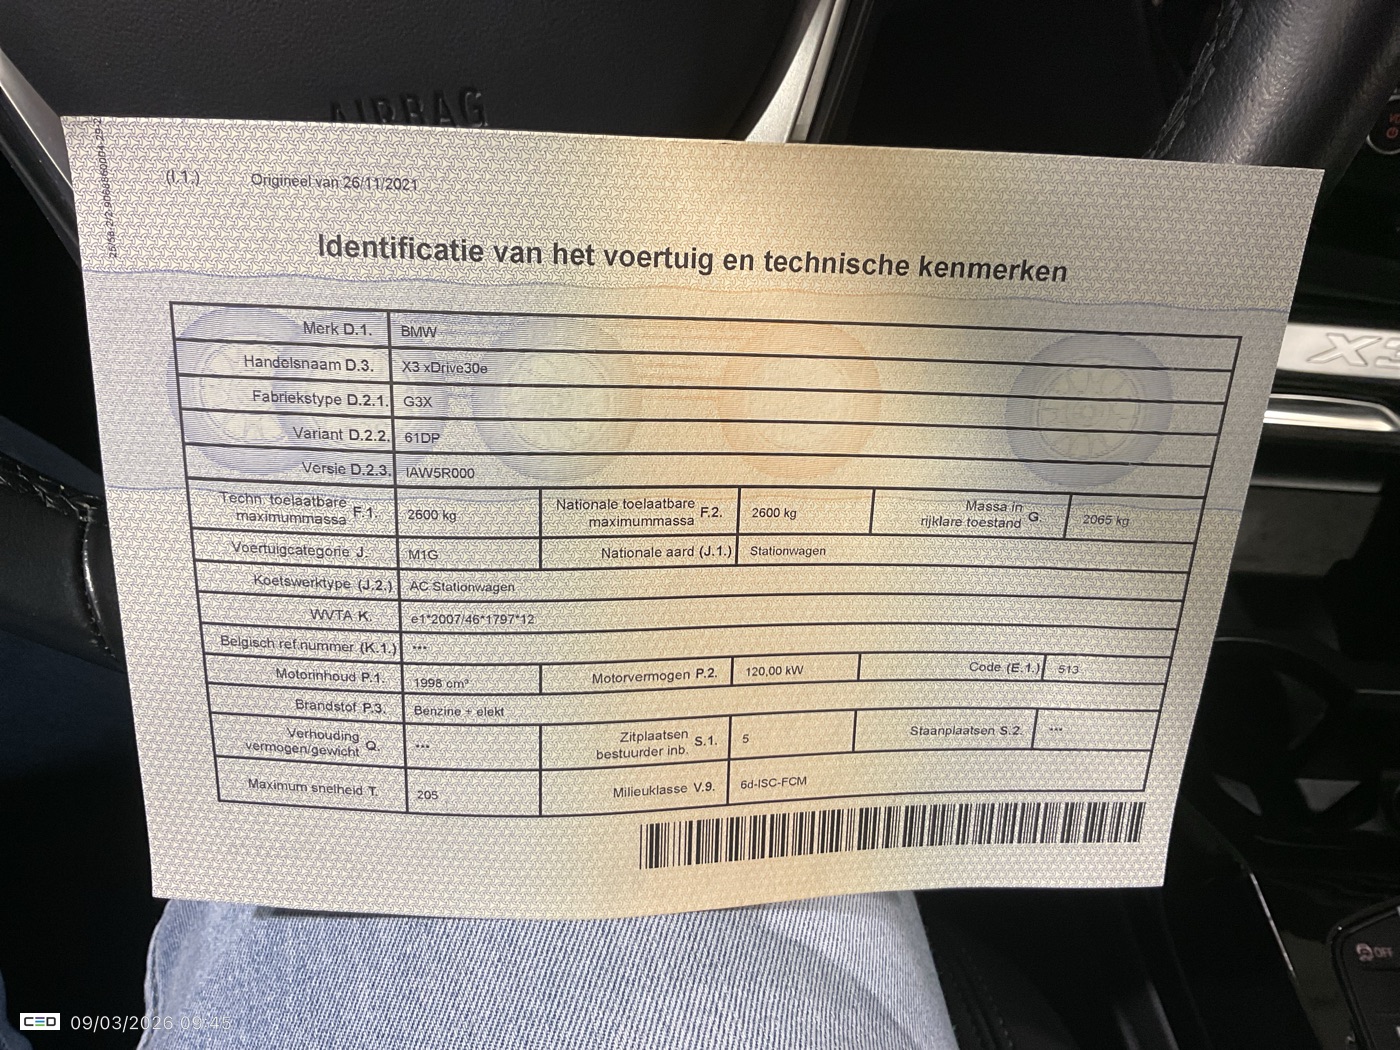 AIRBAG
(I.1.) Origineel van 26/11/2021
Identificatie van het voertuig en technische kenmerken
Merk D.1. BMW
Handelsnaam D.3. X3 xDrive30e
Fabriekstype D.2.1. G3X
Variant D.2.2. 61DP
Versie D.2.3. IAW5R000
Techn. toelaatbare maximummassa F.1. 2600 kg Nationale toelaatbare maximummassa F.2. 2600 kg Massa in rijklare toestand G. 2065 kg
Voertuigcategorie J. M1G Nationale aard (J.1.) Stationwagen
Koetswerktype (J.2.) AC Stationwagen
WVTA K. e1*2007/46*1797*12
Belgisch ref.nummer (K.1.) ---
Motorinhoud P.1. 1998 cm³ Motorvermogen P.2. 120,00 kW Code (E.1.) 513
Brandstof P.3. Benzine + elekt
Verhouding vermogen/gewicht Q. --- Zitplaatsen bestuurder inb. S.1. 5 Staanplaatsen S.2. ---
Maximum snelheid T. 205 Milieuklasse V.9. 6d-ISC-FCM
X3
OFF
CED 09/03/2026 09:45